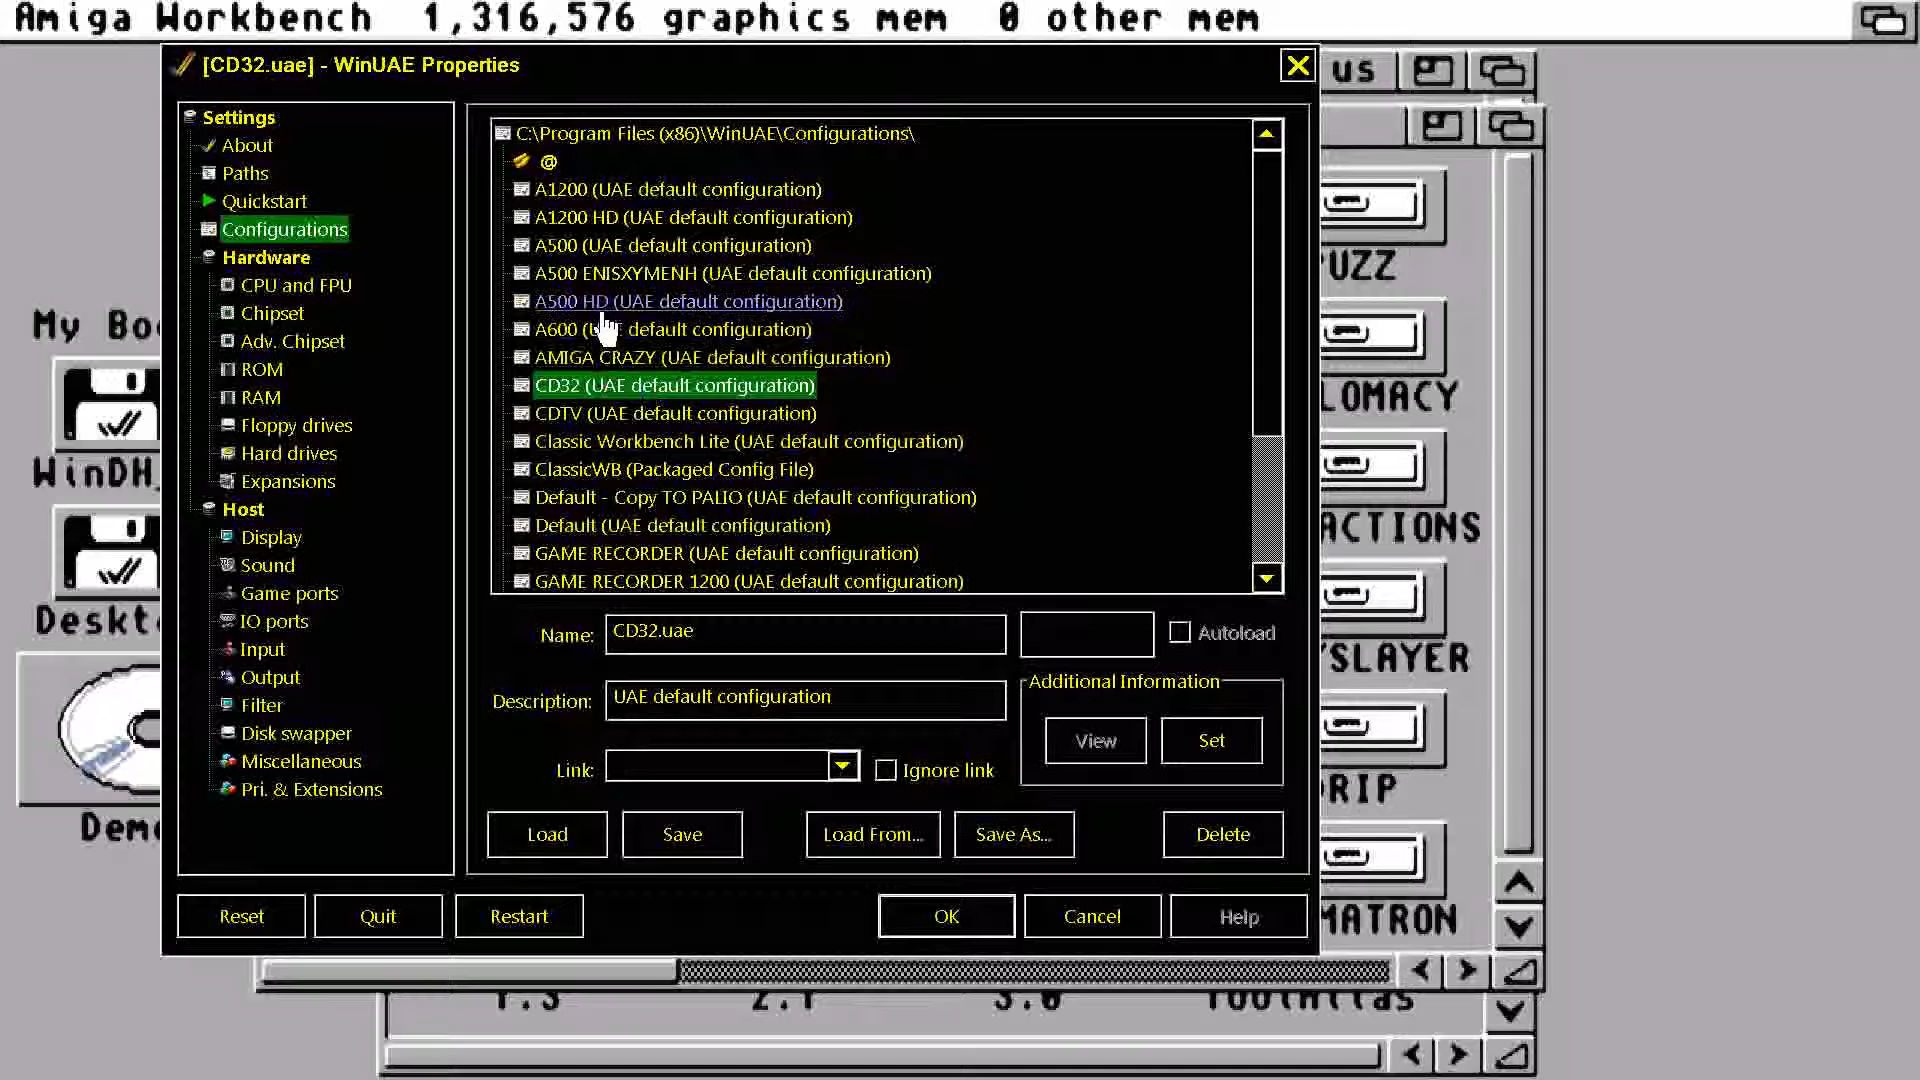 Amiga Workbench 1,316,576 graphics mem 0 other mem
[CD32.uae] - WinUAE Properties
us
Settings
About
Paths
Quickstart
Configurations
Hardware
CPU and FPU
Chipset
Adv. Chipset
ROM
RAM
Floppy drives
Hard drives
Expansions
Host
Display
Sound
Game ports
IO ports
Input
Output
Filter
Disk swapper
Miscellaneous
Pri. & Extensions
C:\Program Files (x86)\WinUAE\Configurations\
@
A1200 (UAE default configuration)
A1200 HD (UAE default configuration)
A500 (UAE default configuration)
A500 ENISXYMENH (UAE default configuration)
A500 HD (UAE default configuration)
A600 (UAE default configuration)
AMIGA CRAZY (UAE default configuration)
CD32 (UAE default configuration)
CDTV (UAE default configuration)
Classic Workbench Lite (UAE default configuration)
ClassicWB (Packaged Config File)
Default - Copy TO PALIO (UAE default configuration)
Default (UAE default configuration)
GAME RECORDER (UAE default configuration)
GAME RECORDER 1200 (UAE default configuration)
Name: CD32.uae
Autoload
Description: UAE default configuration
Additional Information
View
Set
Link:
Ignore link
Load
Save
Load From...
Save As...
Delete
Reset
Quit
Restart
OK
Cancel
Help
My Bo
WinDH
Deskt
Dem
UZZ
LOMACY
ACTIONS
YSLAYER
RIP
MATRON
1.3 2.1 3.0